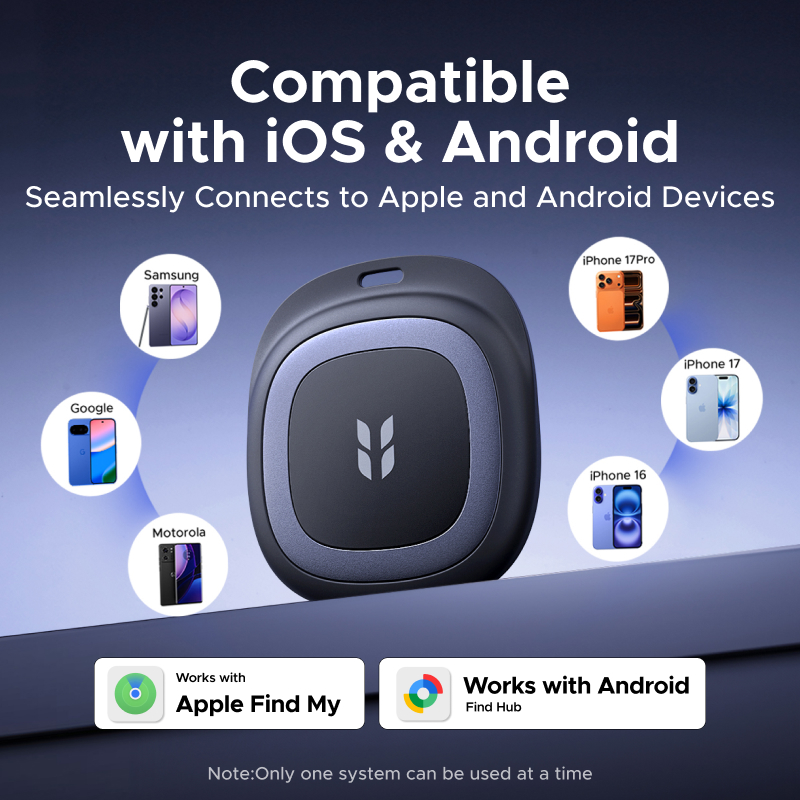 Compatible
with iOS & Android
Seamlessly Connects to Apple and Android Devices
Samsung
iPhone 17Pro
iPhone 17
Google
iPhone 16
Motorola
Works with
Apple Find My
Works with Android
Find Hub
Note:Only one system can be used at a time